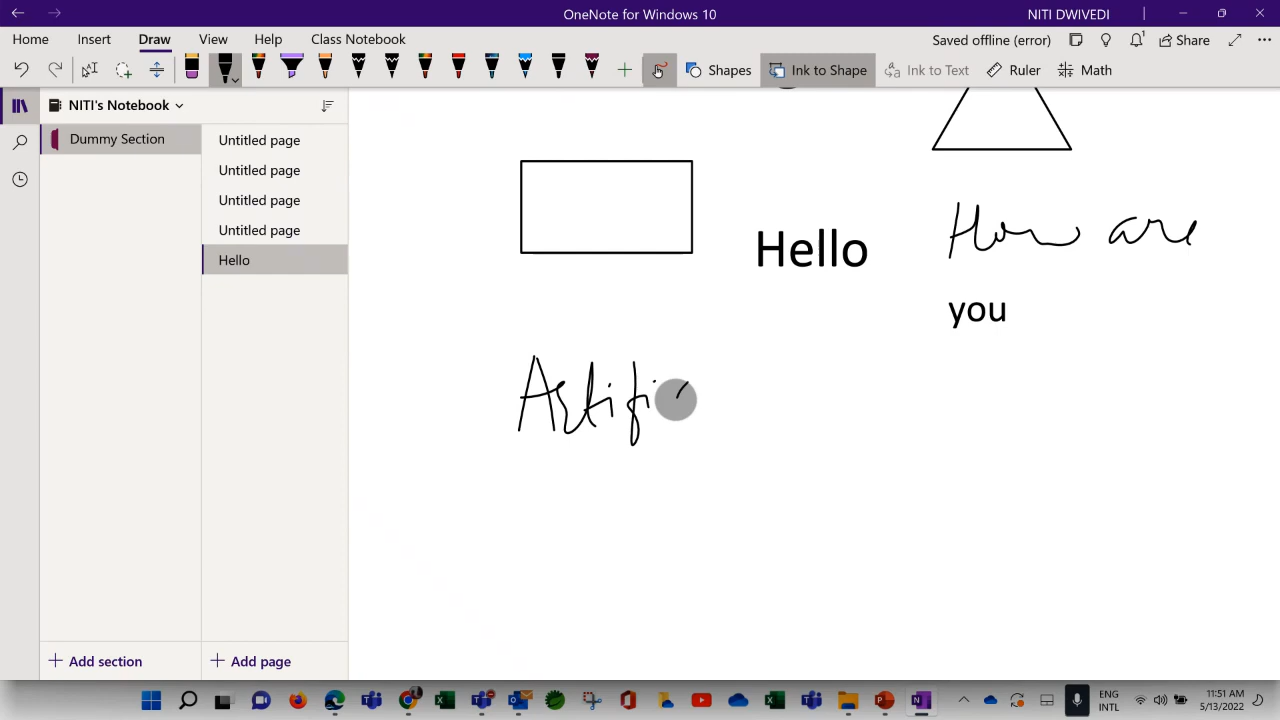 OneNote for Windows 10
NITI DWIVEDI
Home Insert Draw View Help Class Notebook
Saved offline (error)
Share
Shapes
Ink to Shape
Ink to Text
Ruler
Math
NITI's Notebook
Dummy Section
Untitled page
Untitled page
Untitled page
Untitled page
Hello
Hello
How are
you
Artifi
Add section
Add page
ENG
INTL
11:51 AM
5/13/2022